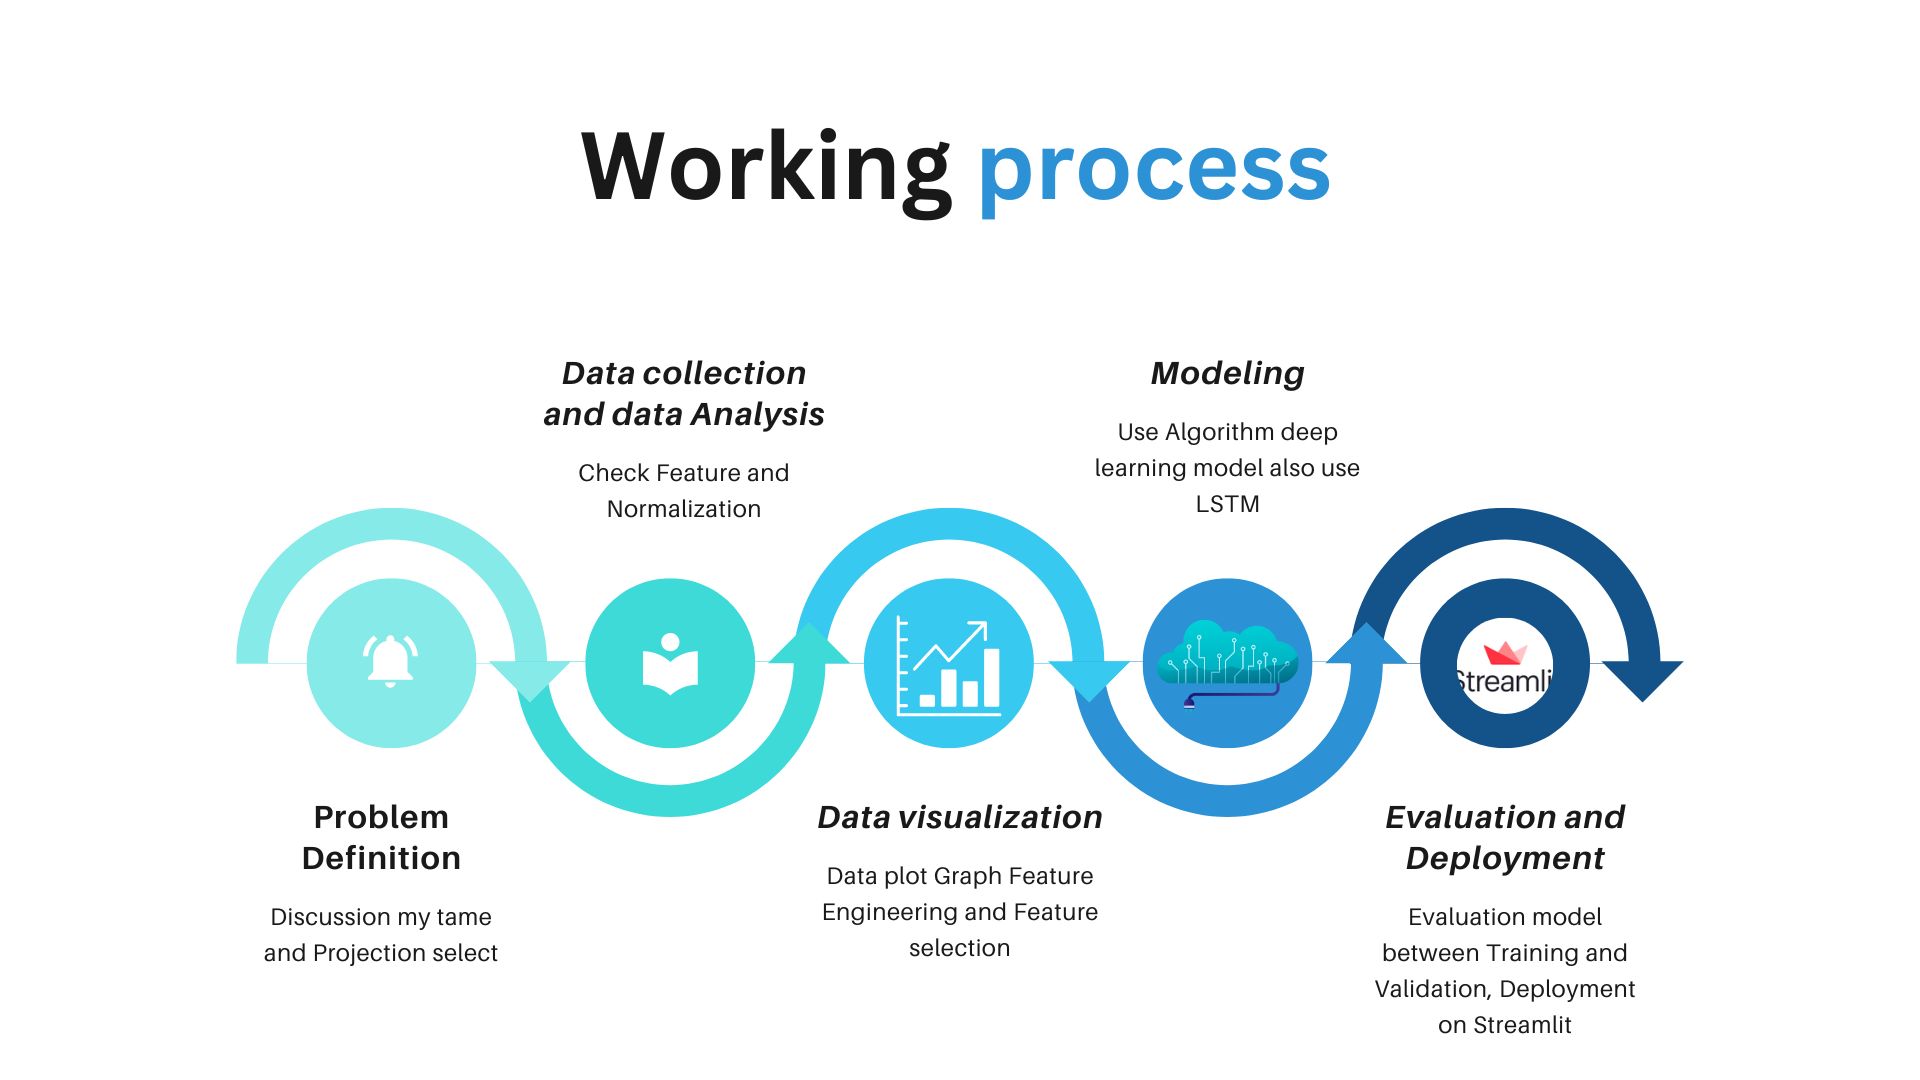 Working process
Data collection
and data Analysis
Check Feature and
Normalization
Modeling
Use Algorithm deep
learning model also use
LSTM
Streamli
Problem
Definition
Discussion my tame
and Projection select
Data visualization
Data plot Graph Feature
Engineering and Feature
selection
Evaluation and
Deployment
Evaluation model
between Training and
Validation, Deployment
on Streamlit